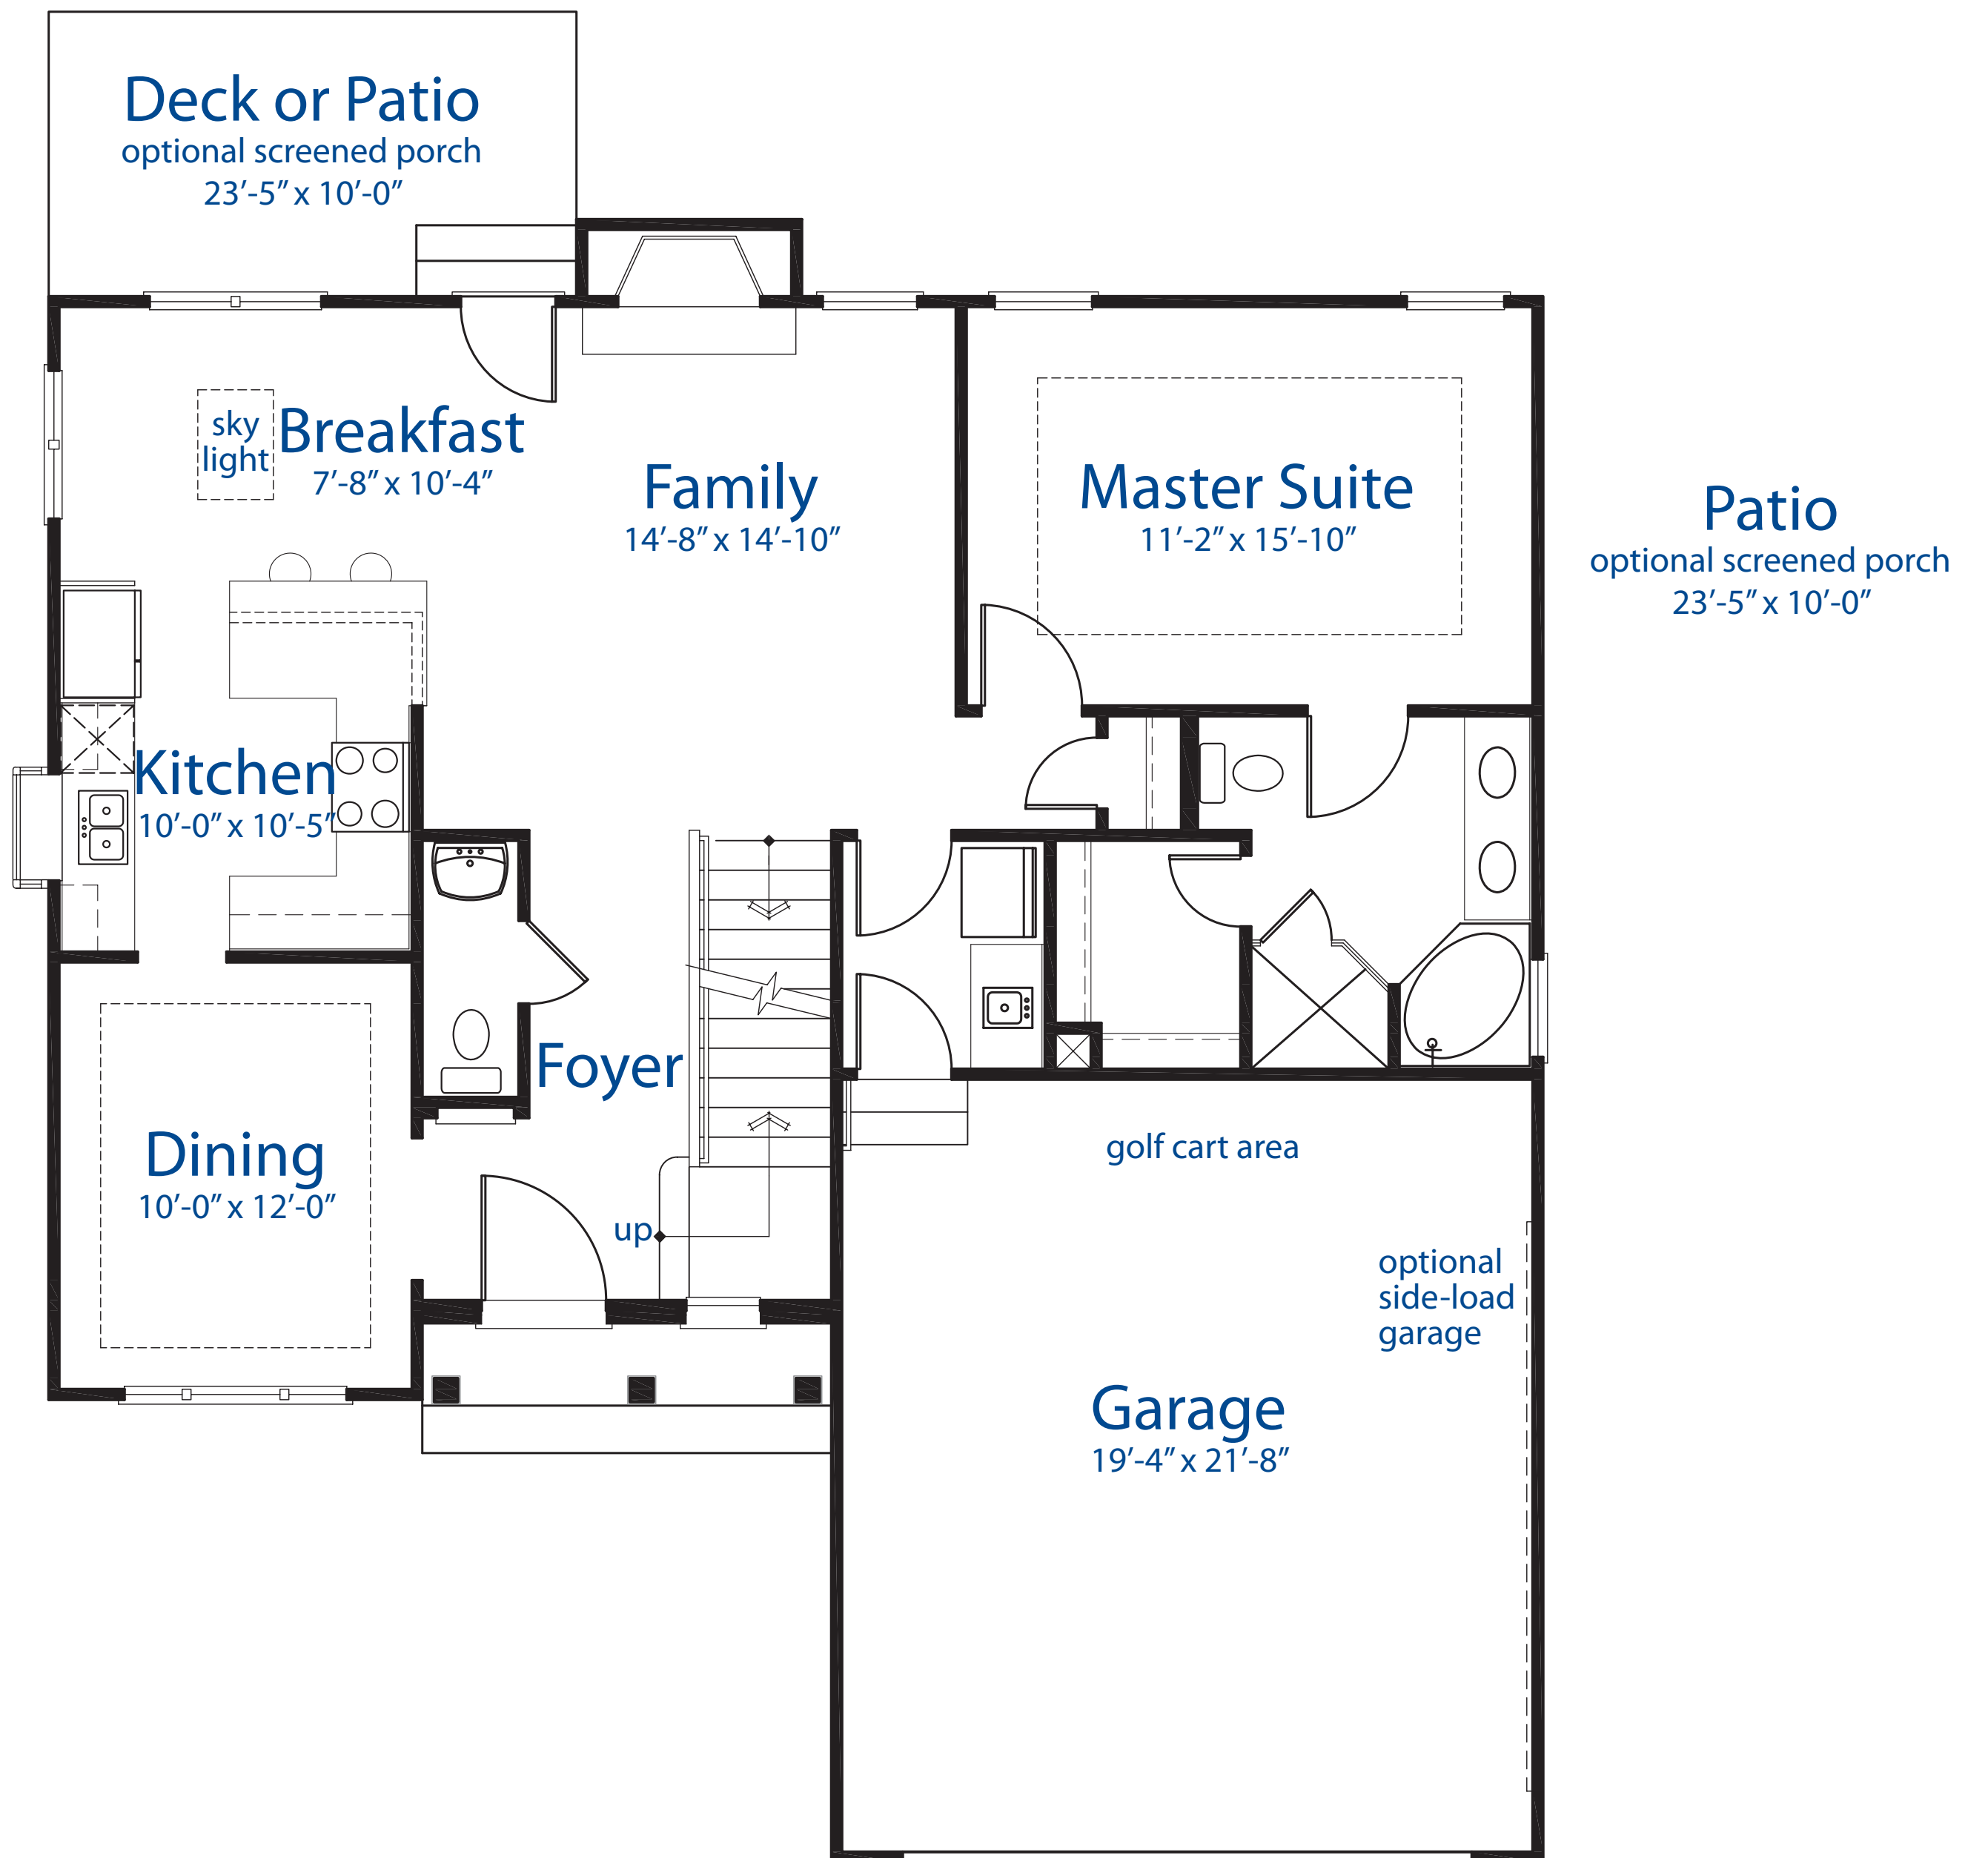 Deck or Patio
optional screened porch
23’-5” x 10’-0”
sky
light
Breakfast
7’-8” x 10’-4”
Family
14’-8” x 14’-10”
Master Suite
11’-2” x 15’-10”
Patio
optional screened porch
23’-5” x 10’-0”
Kitchen
10’-0” x 10’-5”
Foyer
Dining
10’-0” x 12’-0”
up
golf cart area
optional
side-load
garage
Garage
19’-4” x 21’-8”